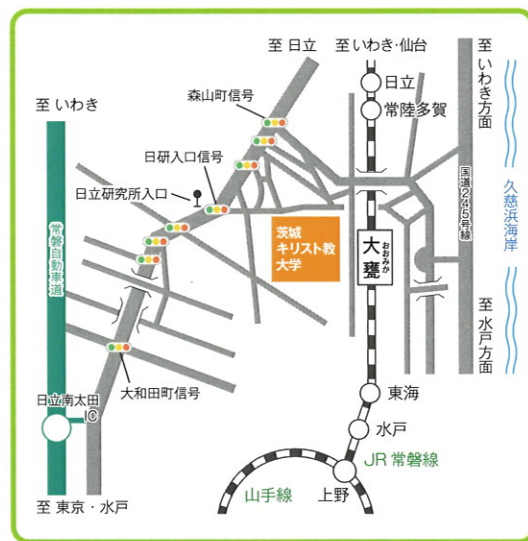 至 日立
至 いわき・仙台
至 いわき方面
日立
常陸多賀
森山町信号
至 いわき
日研入口信号
日立研究所入口
国道245号線
久慈浜海岸
茨城
キリスト教
大学
大甕
おおみか
常磐自動車道
至 水戸方面
大和田町信号
日立南太田
IC
東海
水戸
JR 常磐線
山手線
上野
至 東京・水戸